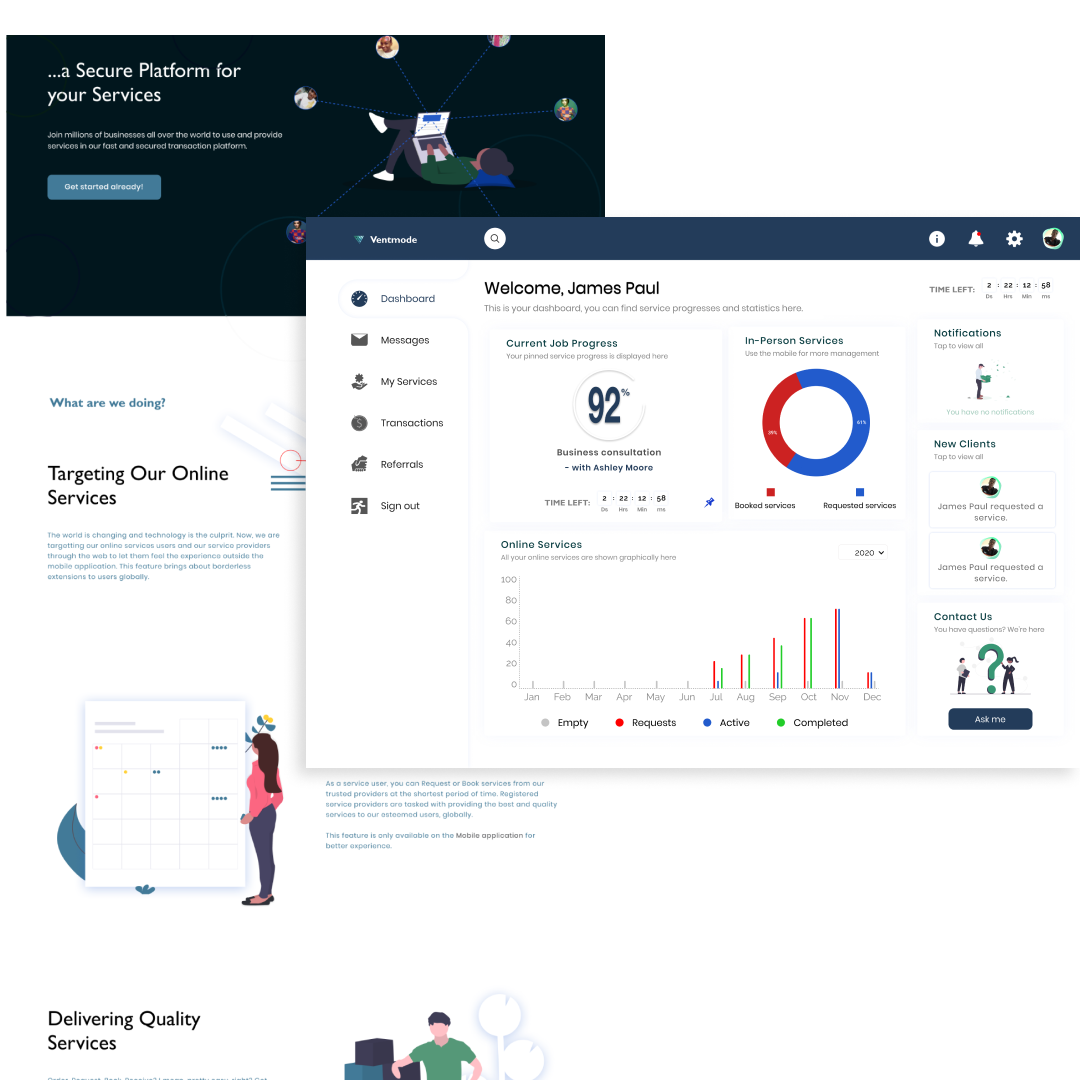 ...a Secure Platform for
your Services
Join millions of businesses all over the world to use and provide
services in our fast and secured transaction platform.
Get started already!
What are we doing?
Targeting Our Online
Services
The world is changing and technology is the culprit. Now, we are
targetting our online services users and our service providers
through the web to let them feel the experience outside the
mobile application. This feature brings about borderless
extensions to users globally.
Ventmode
Dashboard
Messages
My Services
Transactions
Referrals
Sign out
Welcome, James Paul
This is your dashboard, you can find service progresses and statistics here.
TIME LEFT:
2 : 22 : 12 : 58
Ds Hrs Min ms
Current Job Progress
Your pinned service progress is displayed here
92%
Business consultation
- with Ashley Moore
TIME LEFT:
2 : 22 : 12 : 58
Ds Hrs Min ms
In-Person Services
Use the mobile for more management
39%
61%
Booked services
Requested services
Notifications
Tap to view all
You have no notifications
New Clients
Tap to view all
James Paul requested a
service.
James Paul requested a
service.
Contact Us
You have questions? We're here
Ask me
Online Services
All your online services are shown graphically here
2020
100
80
60
40
20
0
Jan Feb Mar Apr May Jun Jul Aug Sep Oct Nov Dec
Empty Requests Active Completed
As a service user, you can Request or Book services from our
trusted providers at the shortest period of time. Registered
service providers are tasked with providing the best and quality
services to our esteemed users, globally.
This feature is only available on the Mobile application for
better experience.
Delivering Quality
Services